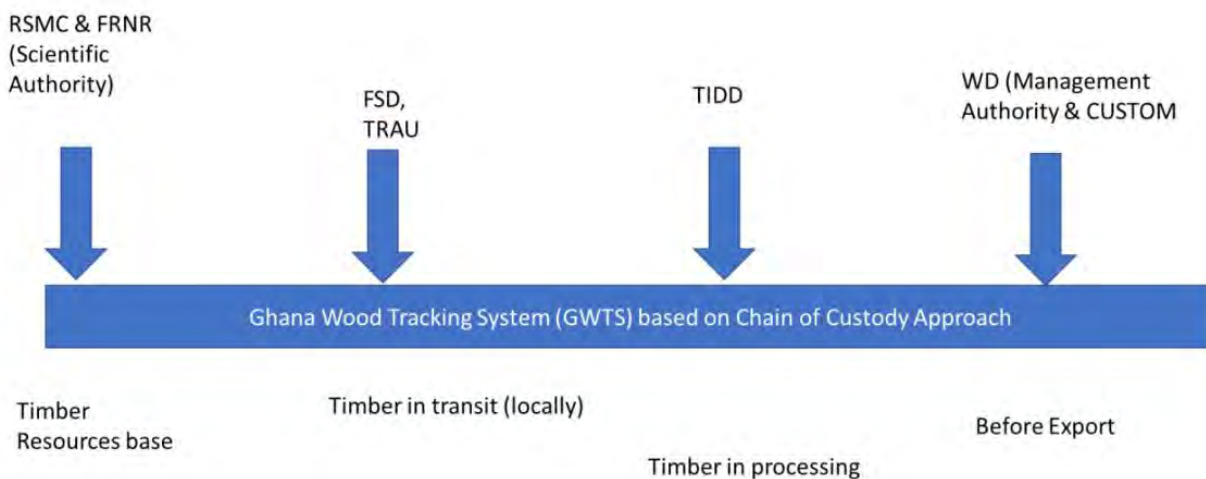 RSMC & FRNR
(Scientific
Authority)
FSD,
TRAU
TIDD
WD (Management
Authority & CUSTOM
Ghana Wood Tracking System (GWTS) based on Chain of Custody Approach
Timber
Resources base
Timber in transit (locally)
Timber in processing
Before Export